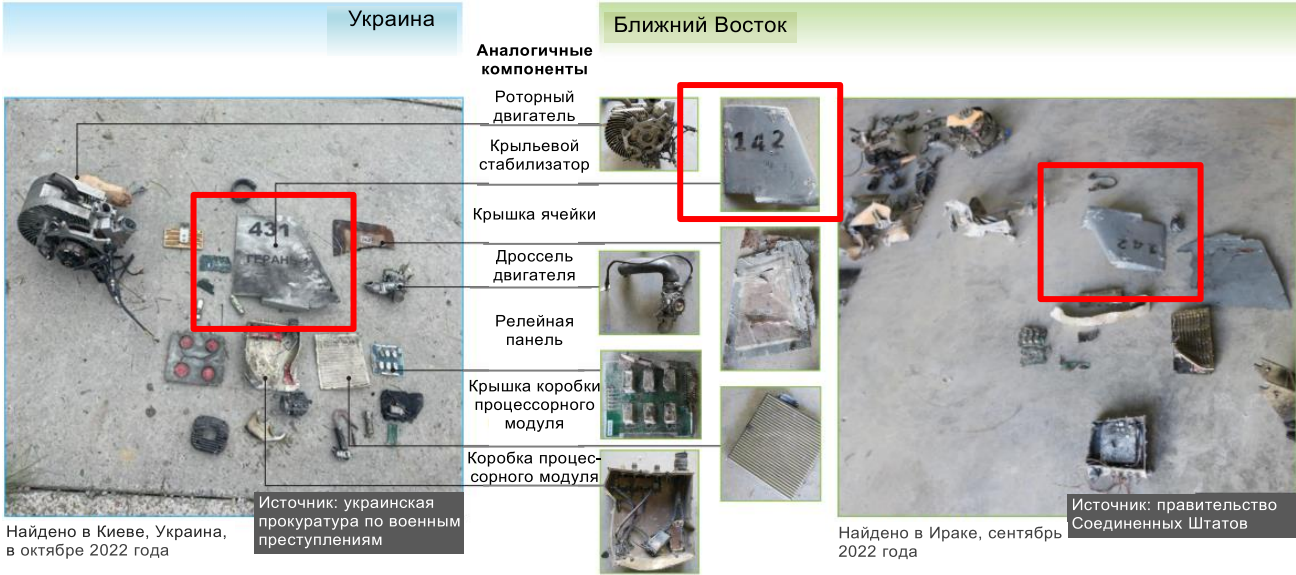 Украина
Ближний Восток
Аналогичные
компоненты
Роторный
двигатель
Крыльевой
стабилизатор
Крышка ячейки
Дроссель
двигателя
Релейная
панель
Крышка коробки
процессорного
модуля
Коробка процес-
сорного модуля
431
ГЕРАНЬ
142
142
Источник: украинская
прокуратура по военным
преступлениям
Найдено в Киеве, Украина,
в октябре 2022 года
Источник: правительство
Соединенных Штатов
Найдено в Ираке, сентябрь
2022 года